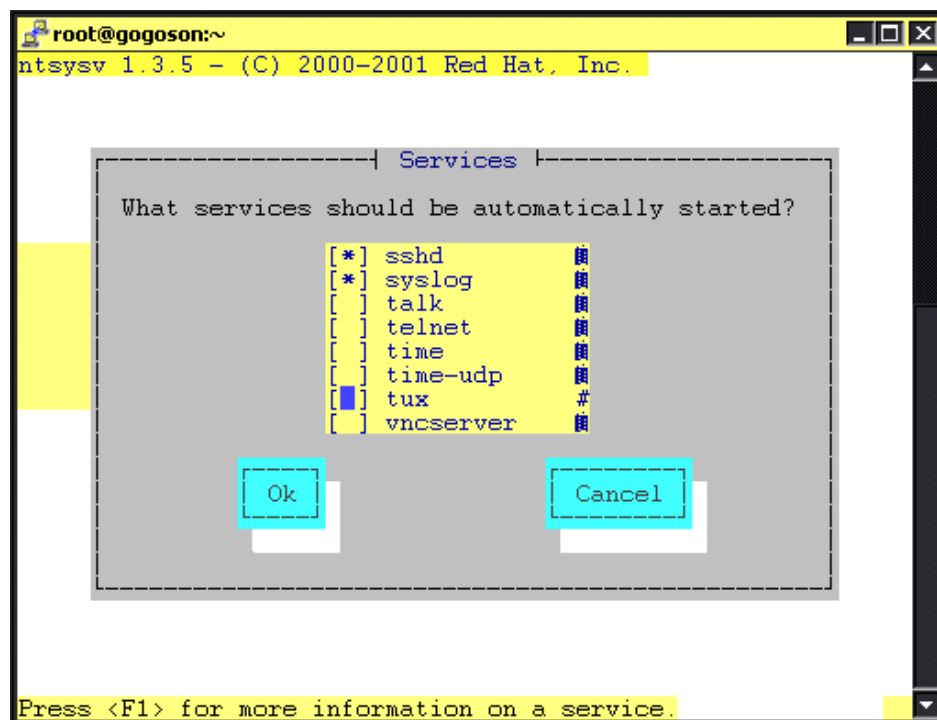 root@gogoson:~
ntsysv 1.3.5 - (C) 2000-2001 Red Hat, Inc.
Services
What services should be automatically started?
[*] sshd
[*] syslog
[ ] talk
[ ] telnet
[ ] time
[ ] time-udp
[ ] tux #
[ ] vncserver
Ok Cancel
Press <F1> for more information on a service.